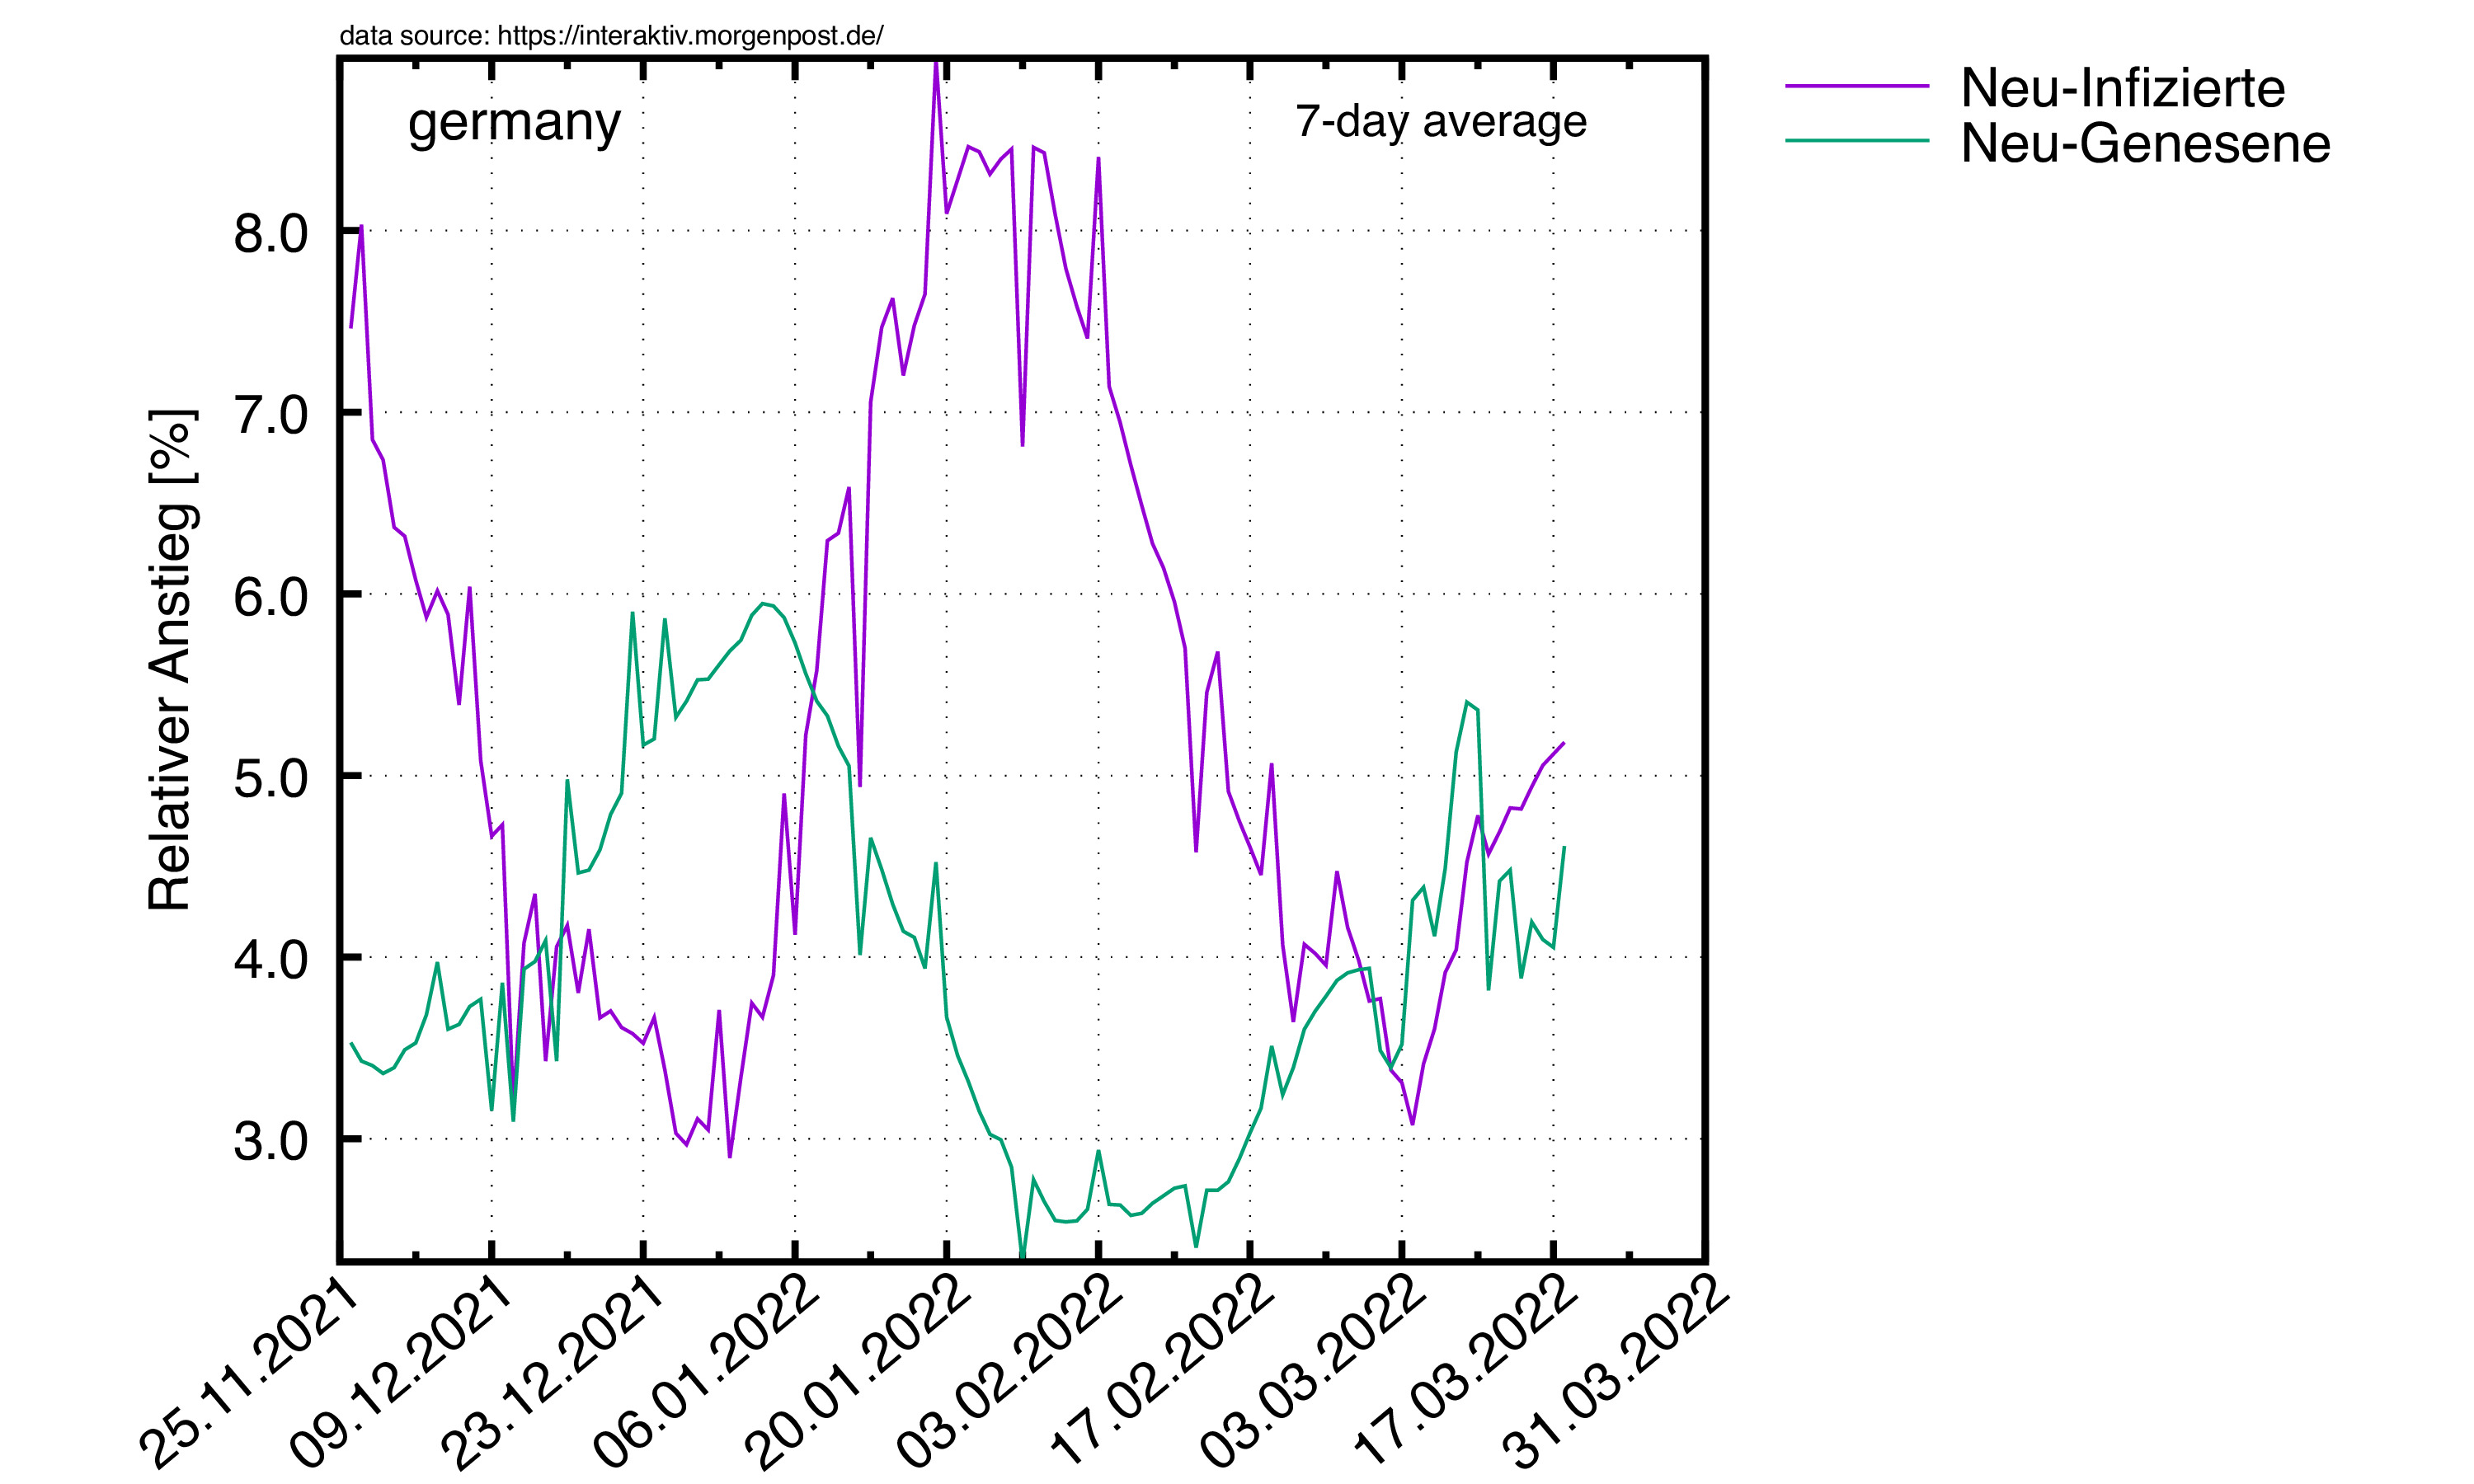 data source: https://interaktiv.morgenpost.de/
germany
7-day average
Neu-Infizierte
Neu-Genesene
Relativer Anstieg [%]
8.0
7.0
6.0
5.0
4.0
3.0
25.11.2021
09.12.2021
23.12.2021
06.01.2022
20.01.2022
03.02.2022
17.02.2022
03.03.2022
17.03.2022
31.03.2022